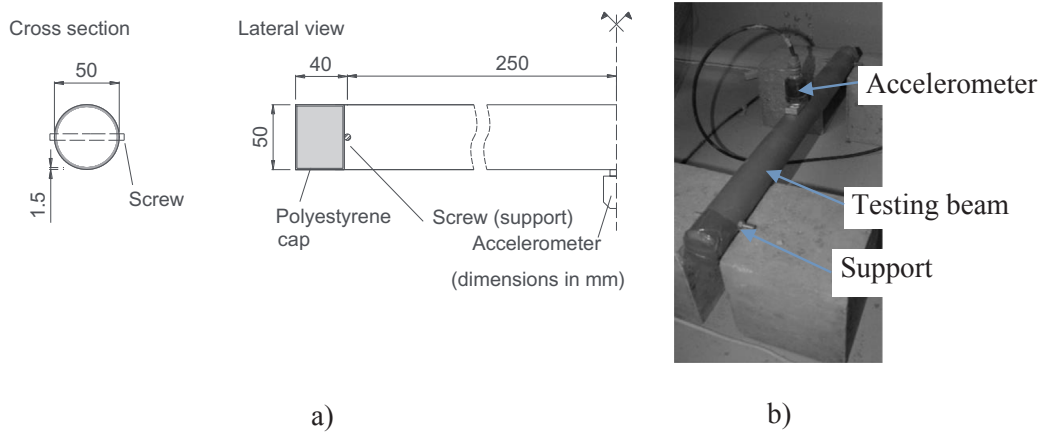 Cross section
Lateral view
50
40
250
50
1.5
Screw
Polyestyrene
cap
Screw (support)
Accelerometer
(dimensions in mm)
Accelerometer
Testing beam
Support
a)
b)